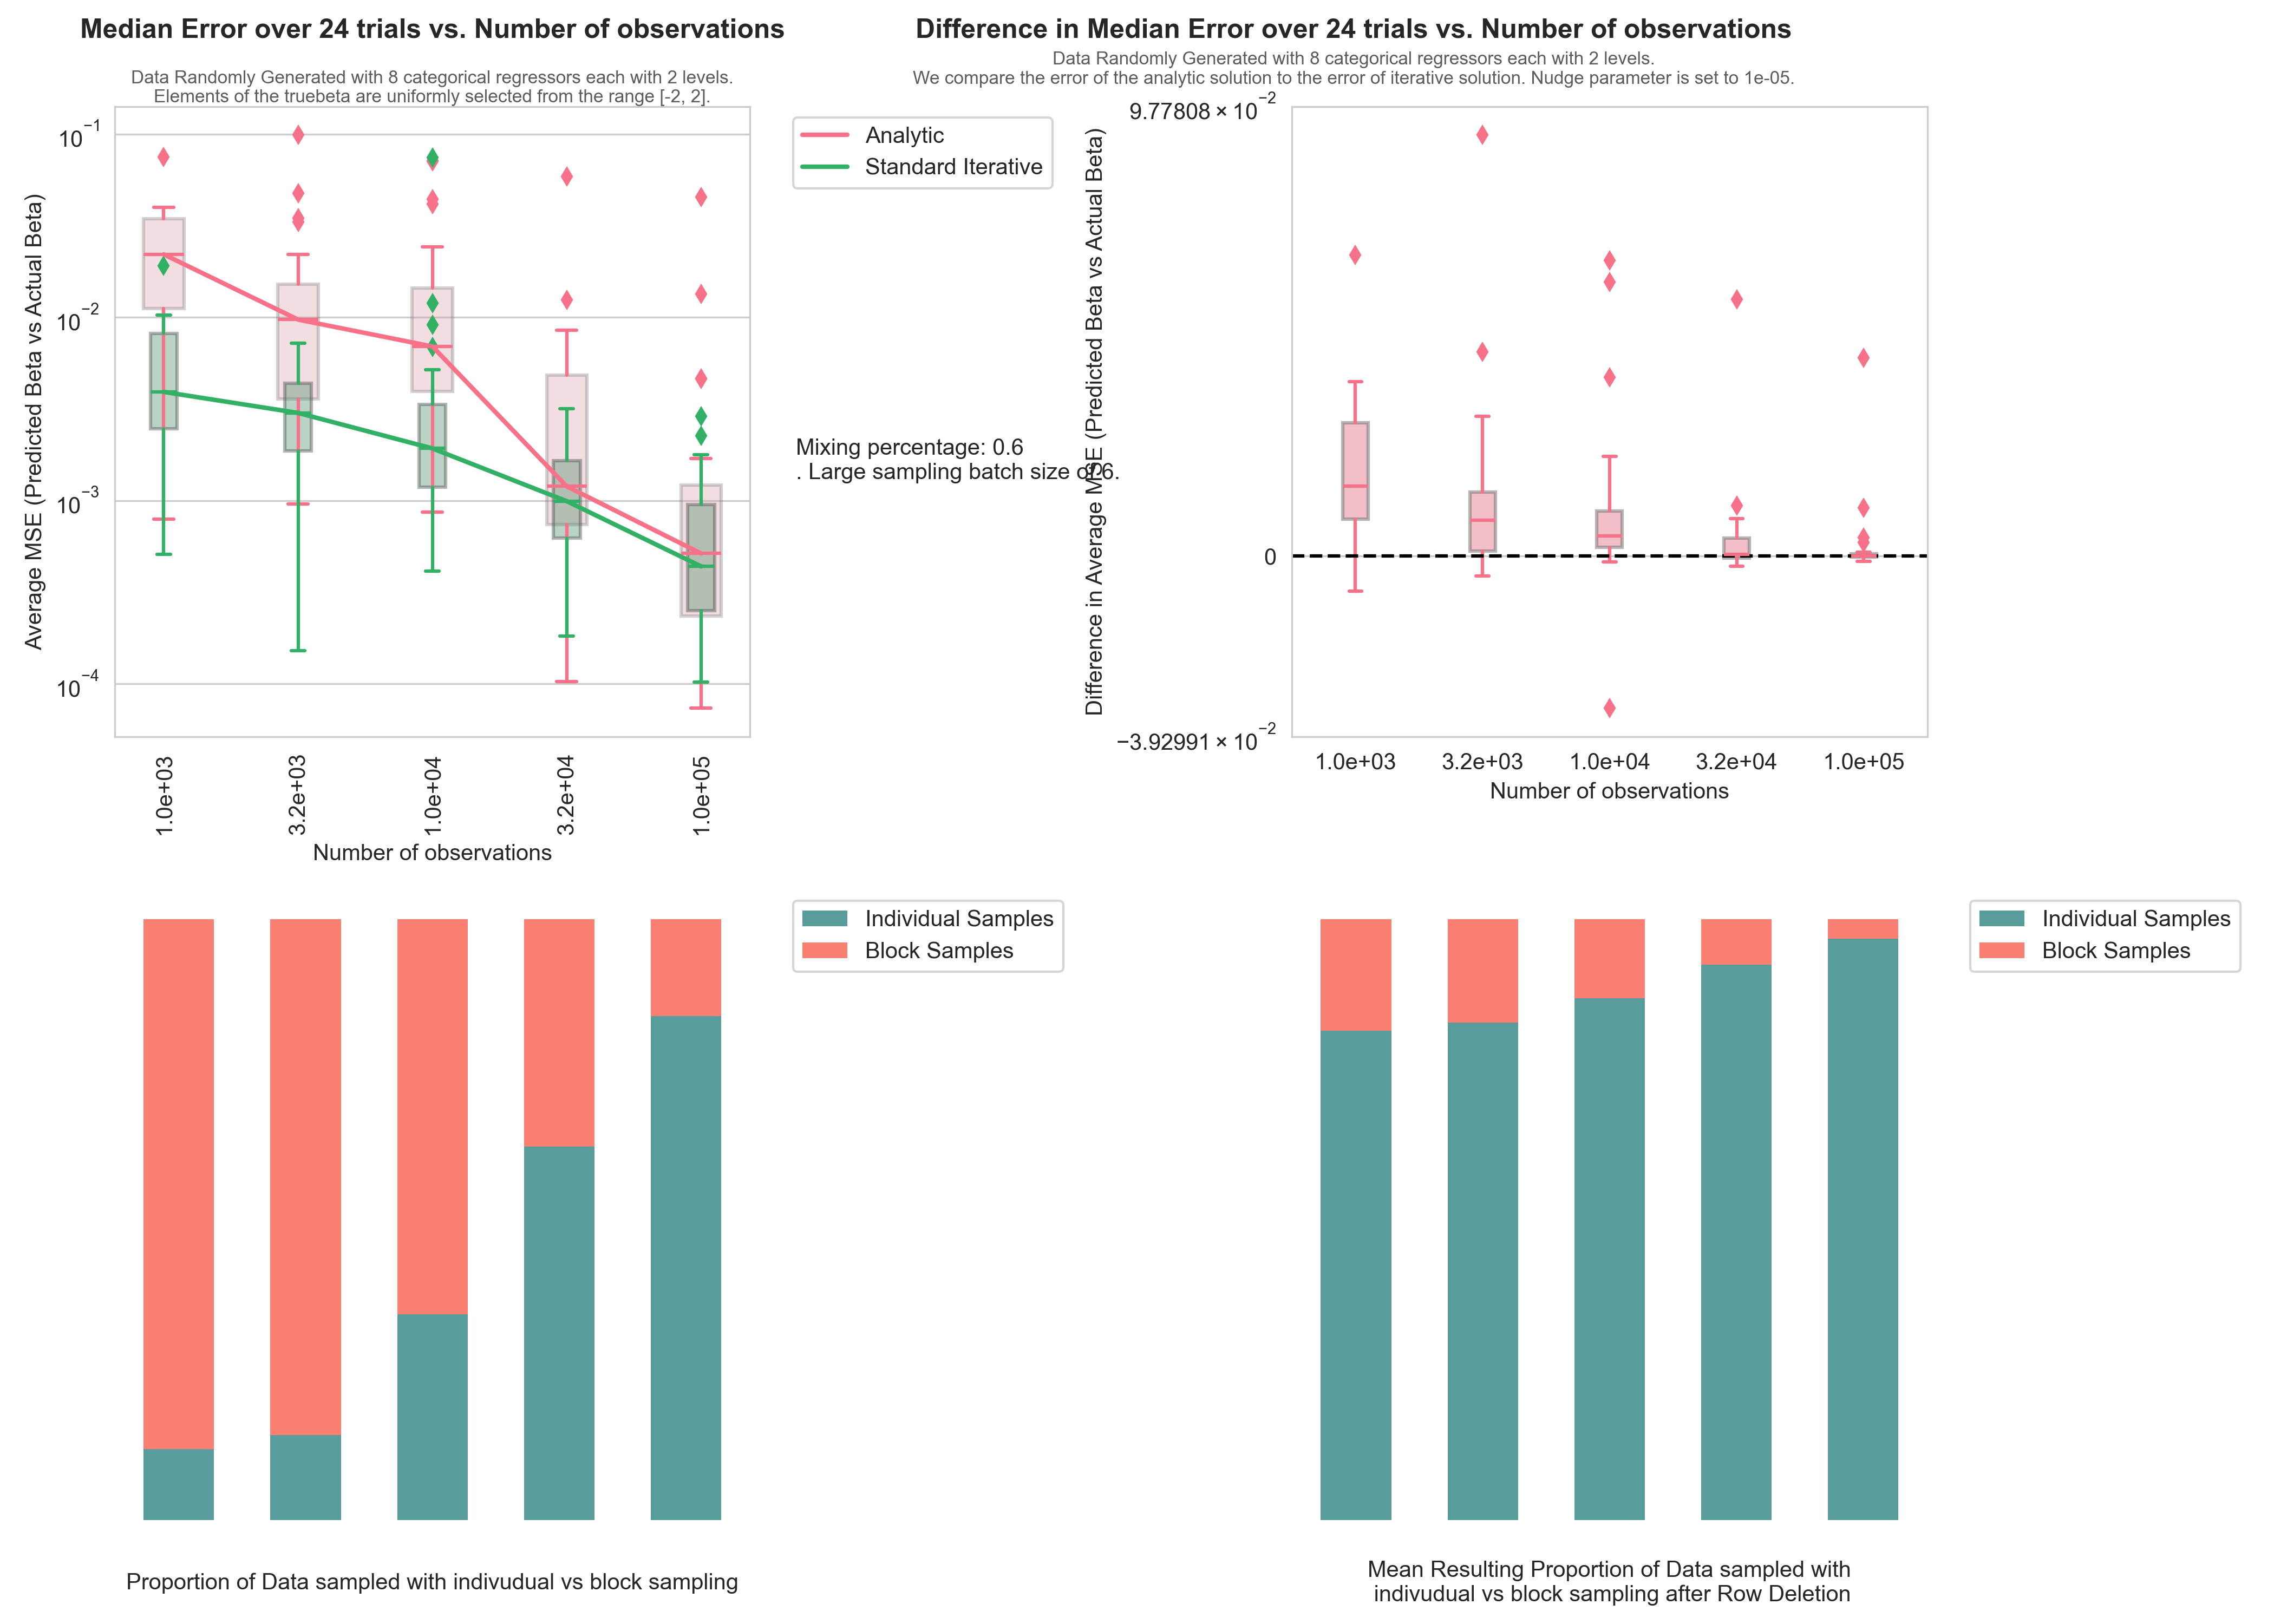 Median Error over 24 trials vs. Number of observations
Data Randomly Generated with 8 categorical regressors each with 2 levels.
Elements of the truebeta are uniformly selected from the range [-2, 2].
Average MSE (Predicted Beta vs Actual Beta)
10⁻¹
10⁻²
10⁻³
10⁻⁴
1.0e+03
3.2e+03
1.0e+04
3.2e+04
1.0e+05
Number of observations
Analytic
Standard Iterative
Mixing percentage: 0.6
. Large sampling batch size of 6.
Difference in Median Error over 24 trials vs. Number of observations
Data Randomly Generated with 8 categorical regressors each with 2 levels.
We compare the error of the analytic solution to the error of iterative solution. Nudge parameter is set to 1e-05.
Difference in Average MSE (Predicted Beta vs Actual Beta)
9.77808 × 10⁻²
0
−3.92991 × 10⁻²
1.0e+03
3.2e+03
1.0e+04
3.2e+04
1.0e+05
Number of observations
Individual Samples
Block Samples
Proportion of Data sampled with indivudual vs block sampling
Individual Samples
Block Samples
Mean Resulting Proportion of Data sampled with
indivudual vs block sampling after Row Deletion